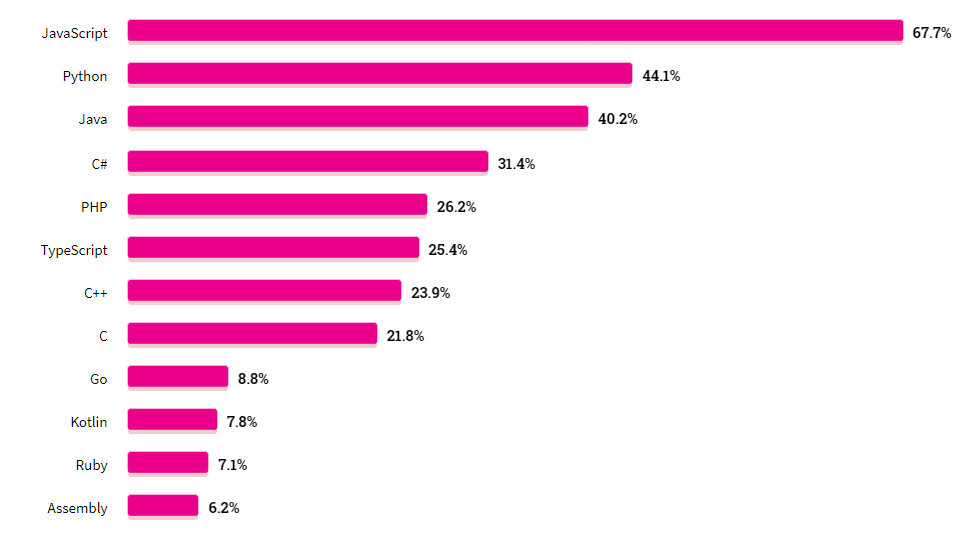 JavaScript 67.7%
Python 44.1%
Java 40.2%
C# 31.4%
PHP 26.2%
TypeScript 25.4%
C++ 23.9%
C 21.8%
Go 8.8%
Kotlin 7.8%
Ruby 7.1%
Assembly 6.2%